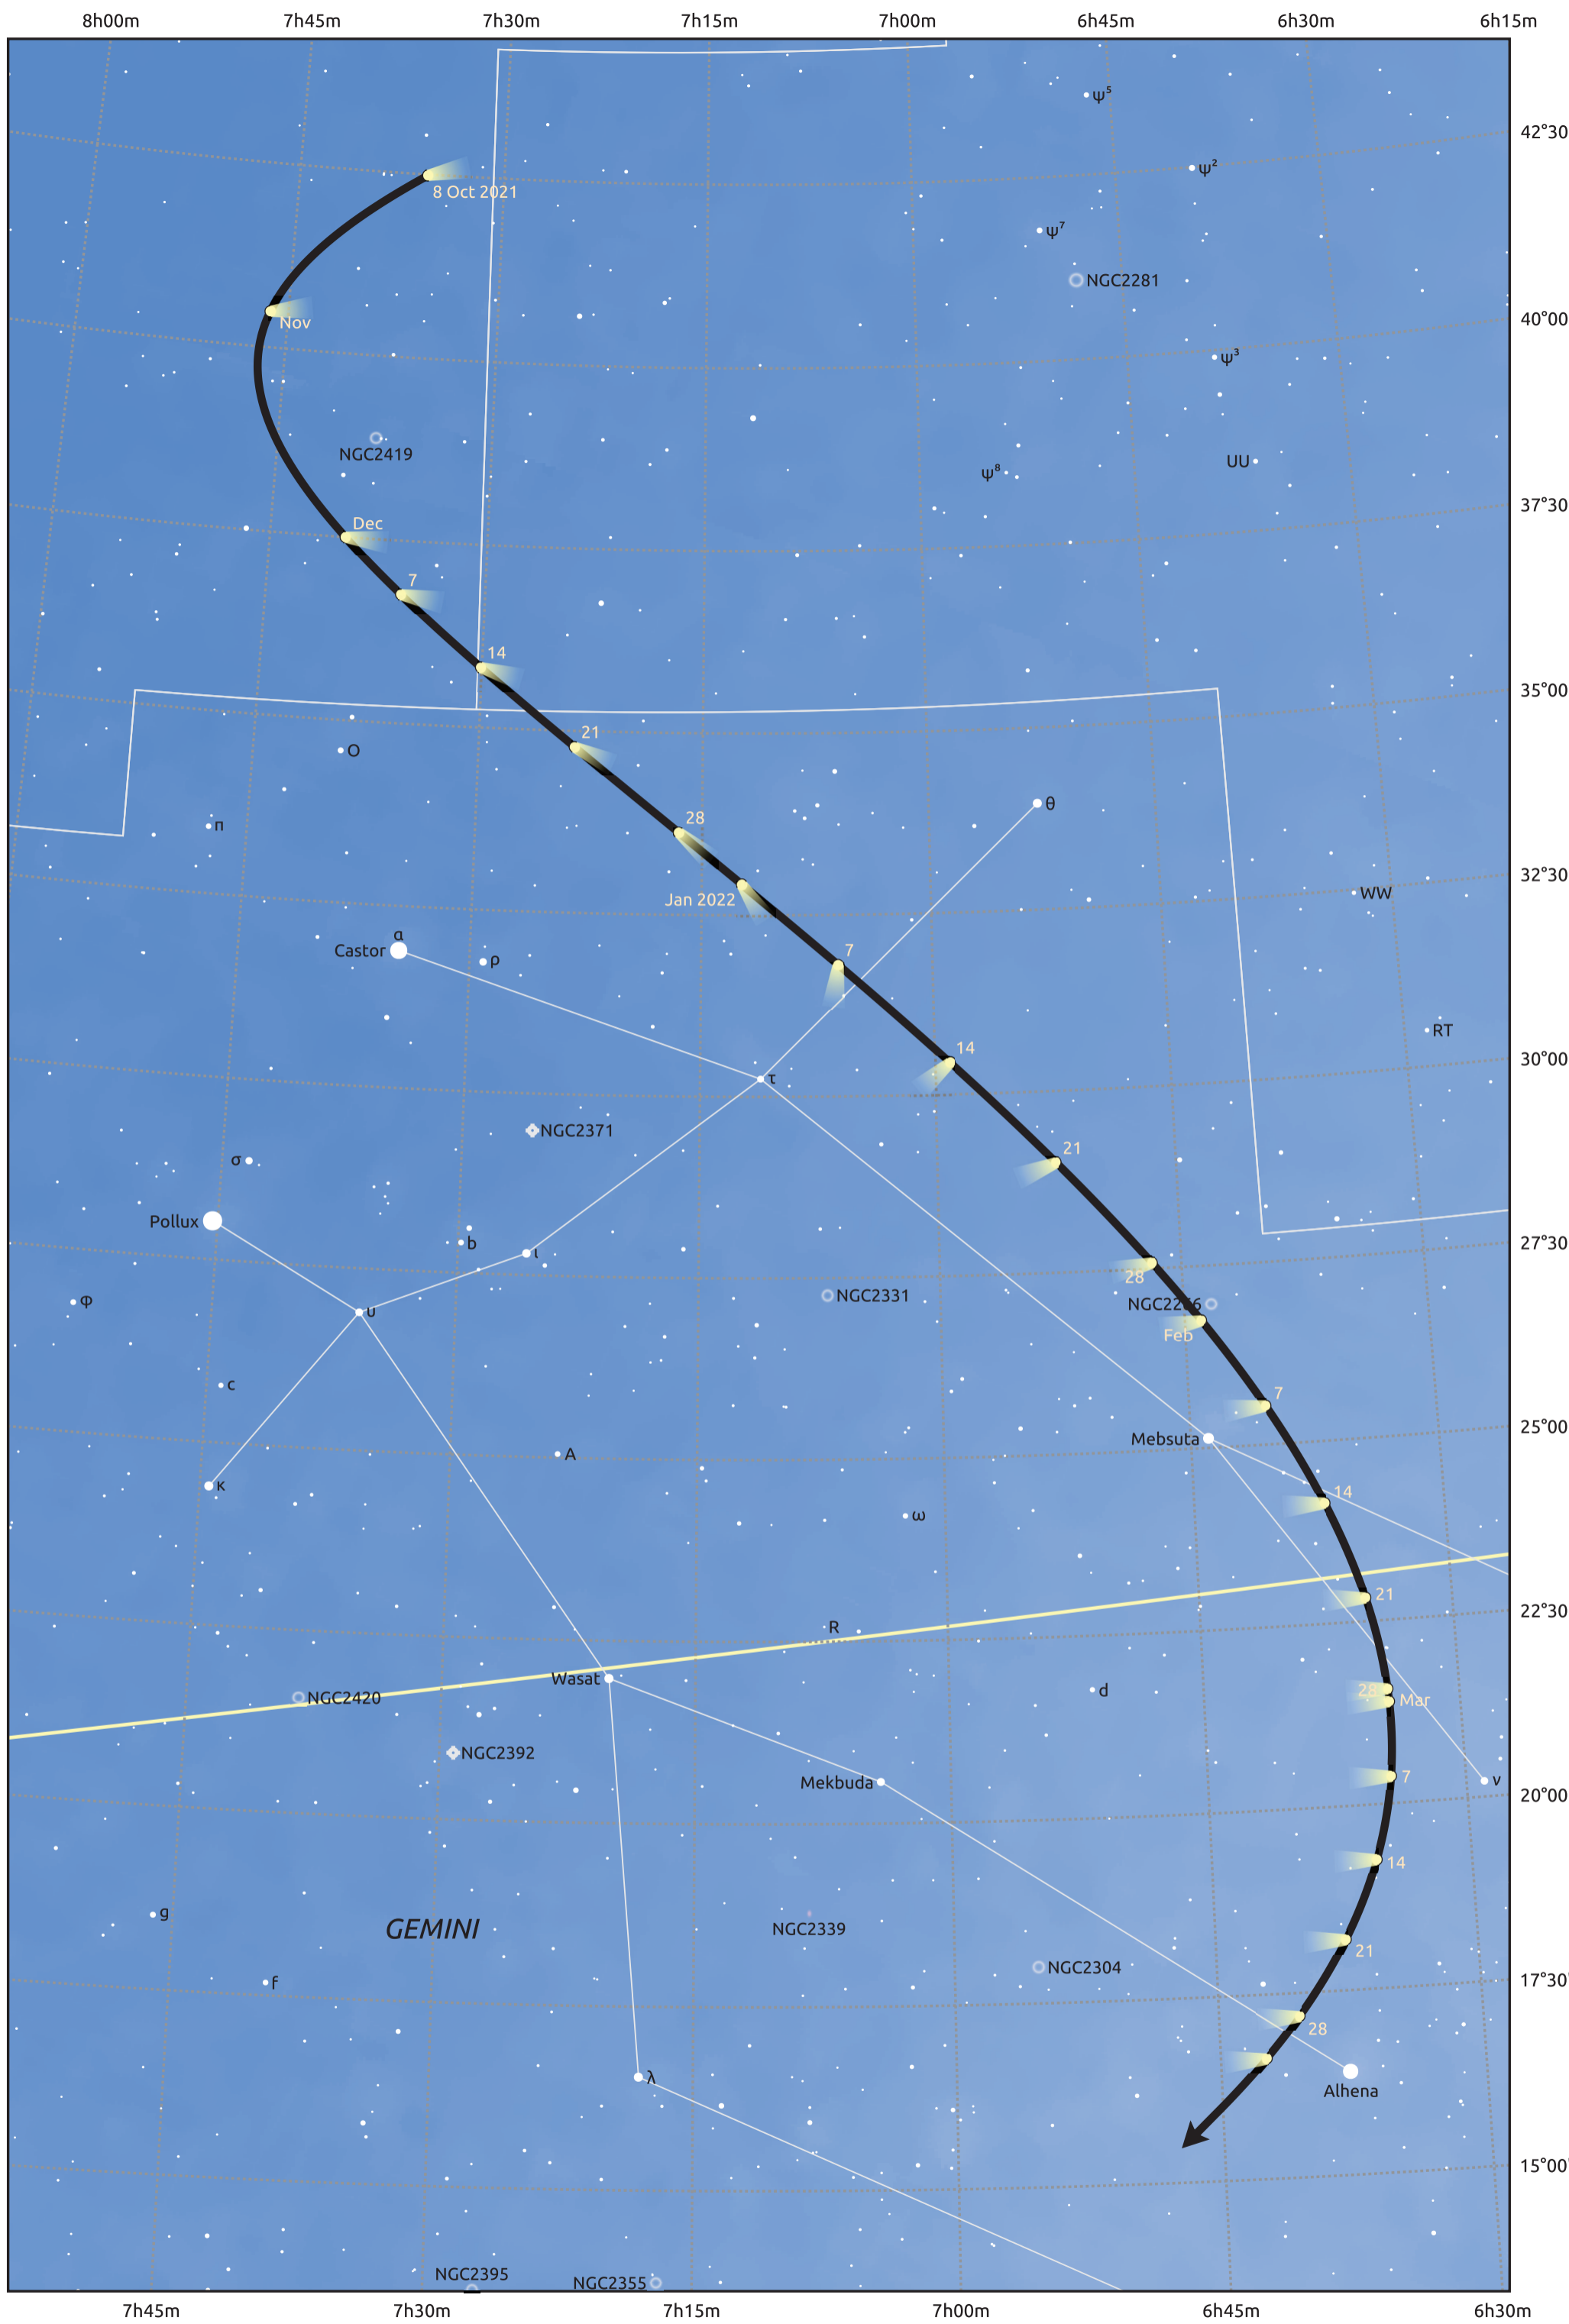 8h00m 7h45m 7h30m 7h15m 7h00m 6h45m 6h30m 6h15m
ψ⁵
42°30
ψ²
8 Oct 2021
ψ⁷
NGC2281
40°00
Nov
ψ³
NGC2419
UU
ψ⁸
37°30
Dec
7
14
35°00
21
O
θ
28
π
32°30
WW
Jan 2022
α
Castor
7
ρ
RT
14
30°00
τ
NGC2371
21
σ
Pollux
27°30
b
ι
28
NGC2331
φ
NGC2266
υ
Feb
c
7
25°00
Mebsuta
A
κ
14
ω
21
22°30
R
Wasat
28
d
NGC2420
Mar
NGC2392
7
ν
Mekbuda
20°00
14
g
GEMINI
NGC2339
21
NGC2304
f
17°30'
28
λ
Alhena
15°00'
NGC2395
NGC2355
7h45m 7h30m 7h15m 7h00m 6h45m 6h30m